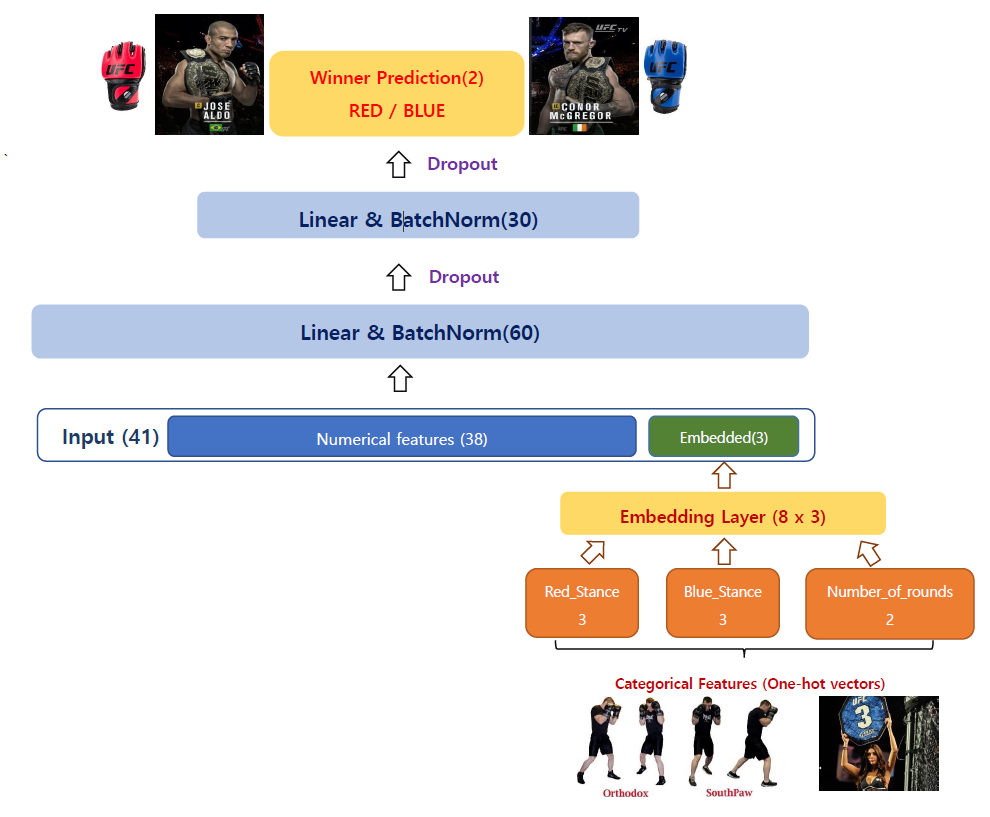 UFC
JOSE
ALDO
Winner Prediction(2)
RED / BLUE
UFC TV
CONOR
McGREGOR
UFC
Dropout
Linear & BatchNorm(30)
Dropout
Linear & BatchNorm(60)
Input (41)
Numerical features (38)
Embedded(3)
Embedding Layer (8 x 3)
Red_Stance
3
Blue_Stance
3
Number_of_rounds
2
Categorical Features (One-hot vectors)
Orthodox
SouthPaw
UFC
3